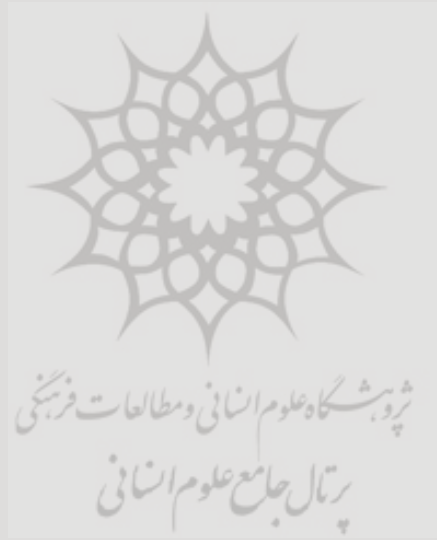 پژوهشگاه علوم انسانی و مطالعات فرهنگی
پرتال جامع علوم انسانی